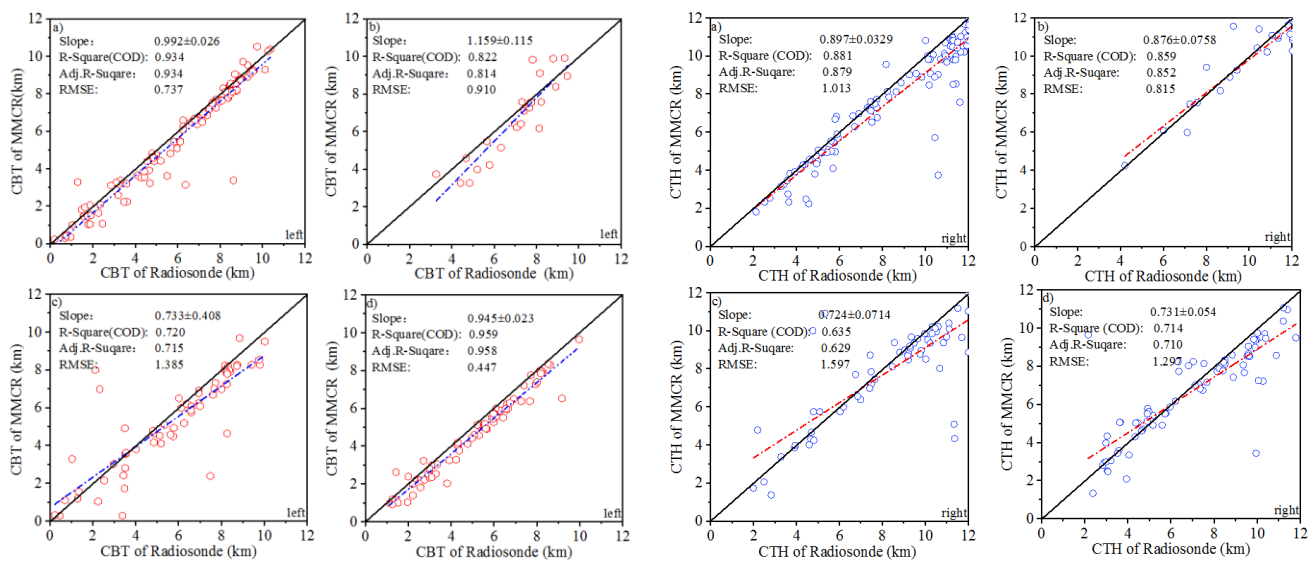 a)
Slope: 0.992±0.026
R-Square(COD) 0.934
Adj.R-Suqare: 0.934
RMSE: 0.737
left
CBT of MMCR(km)
0 2 4 6 8 10 12
0 2 4 6 8 10 12
CBT of Radiosonde (km)
b)
Slope: 1.159±0.115
R-Square(COD) 0.822
Adj.R-Suqare: 0.814
RMSE: 0.910
left
CBT of MMCR (km)
0 2 4 6 8 10 12
0 2 4 6 8 10 12
CBT of Radiosonde (km)
a)
Slope: 0.897±0.0329
R-Square (COD) 0.881
Adj.R-Suqare: 0.879
RMSE: 1.013
right
CTH of MMCR (km)
0 2 4 6 8 10 12
0 2 4 6 8 10 12
CTH of Radiosonde (km)
b)
Slope: 0.876±0.0758
R-Square(COD) 0.859
Adj.R-Suqare: 0.852
RMSE: 0.815
right
CTH of MMCR (km)
0 2 4 6 8 10 12
0 2 4 6 8 10 12
CTH of Radiosonde (km)
c)
Slope: 0.733±0.408
R-Square(COD) 0.720
Adj.R-Suqare: 0.715
RMSE: 1.385
left
CBT of MMCR (km)
0 2 4 6 8 10 12
0 2 4 6 8 10 12
CBT of Radiosonde (km)
d)
Slope: 0.945±0.023
R-Square(COD) 0.959
Adj.R-Suqare: 0.958
RMSE: 0.447
left
CBT of MMCR (km)
0 2 4 6 8 10 12
0 2 4 6 8 10 12
CBT of Radiosonde (km)
c)
Slope: 0.724±0.0714
R-Square (COD) 0.635
Adj.R-Suqare: 0.629
RMSE: 1.597
right
CTH of MMCR (km)
0 2 4 6 8 10 12
0 2 4 6 8 10 12
CTH of Radiosonde (km)
d)
Slope: 0.731±0.054
R-Square (COD) 0.714
Adj.R-Suqare: 0.710
RMSE: 1.297
right
CTH of MMCR (km)
0 2 4 6 8 10 12
0 2 4 6 8 10 12
CTH of Radiosonde (km)